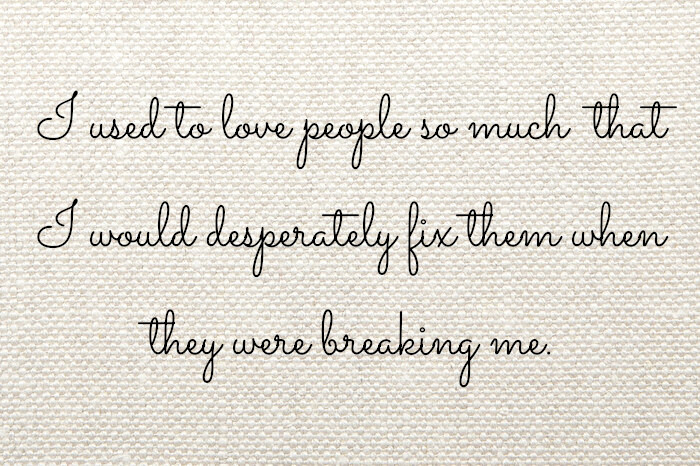 I used to love people so much that
I would desperately fix them when
they were breaking me.